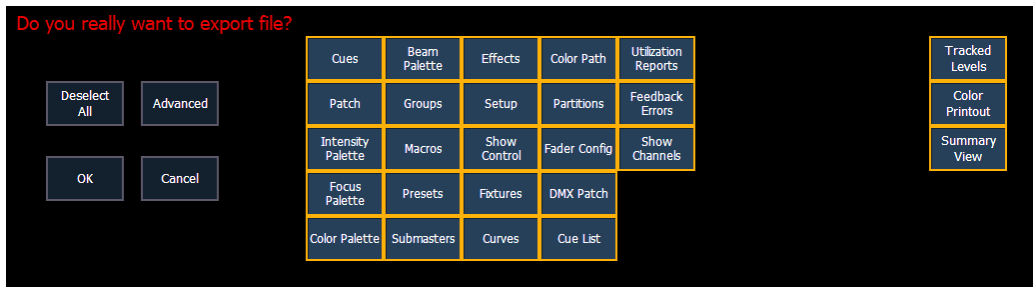 Do you really want to export file?
Deselect
All
Advanced
OK
Cancel
Cues
Beam
Palette
Effects
Color Path
Utilization
Reports
Patch
Groups
Setup
Partitions
Feedback
Errors
Intensity
Palette
Macros
Show
Control
Fader Config
Show
Channels
Focus
Palette
Presets
Fixtures
DMX Patch
Color Palette
Submasters
Curves
Cue List
Tracked
Levels
Color
Printout
Summary
View